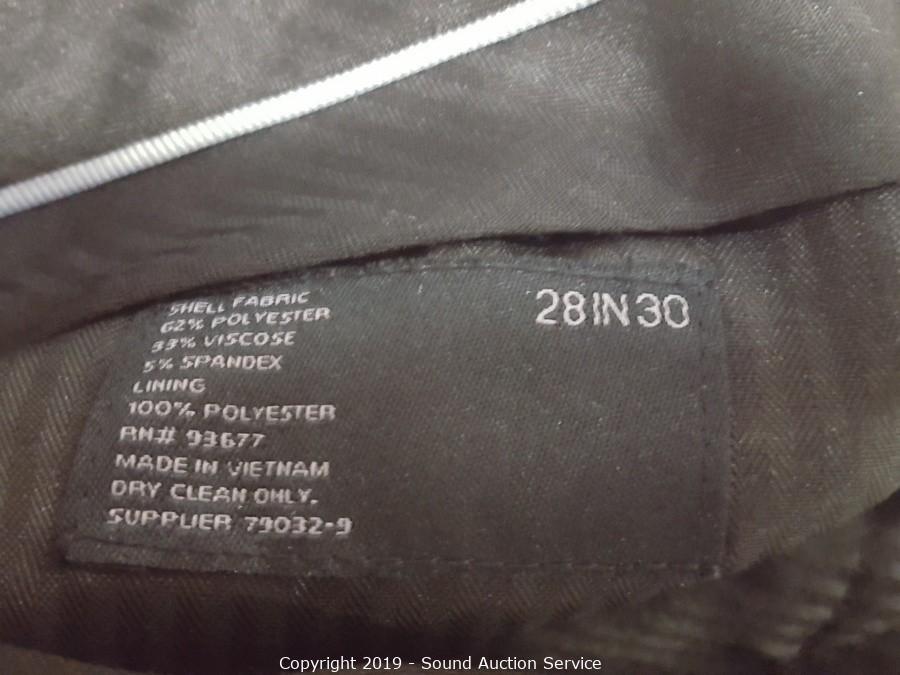 SHELL FABRIC
62% POLYESTER
33% VISCOSE
5% SPANDEX
LINING
100% POLYESTER
RN# 93677
MADE IN VIETNAM
DRY CLEAN ONLY.
SUPPLIER 79032-9
28IN30
Copyright 2019 - Sound Auction Service